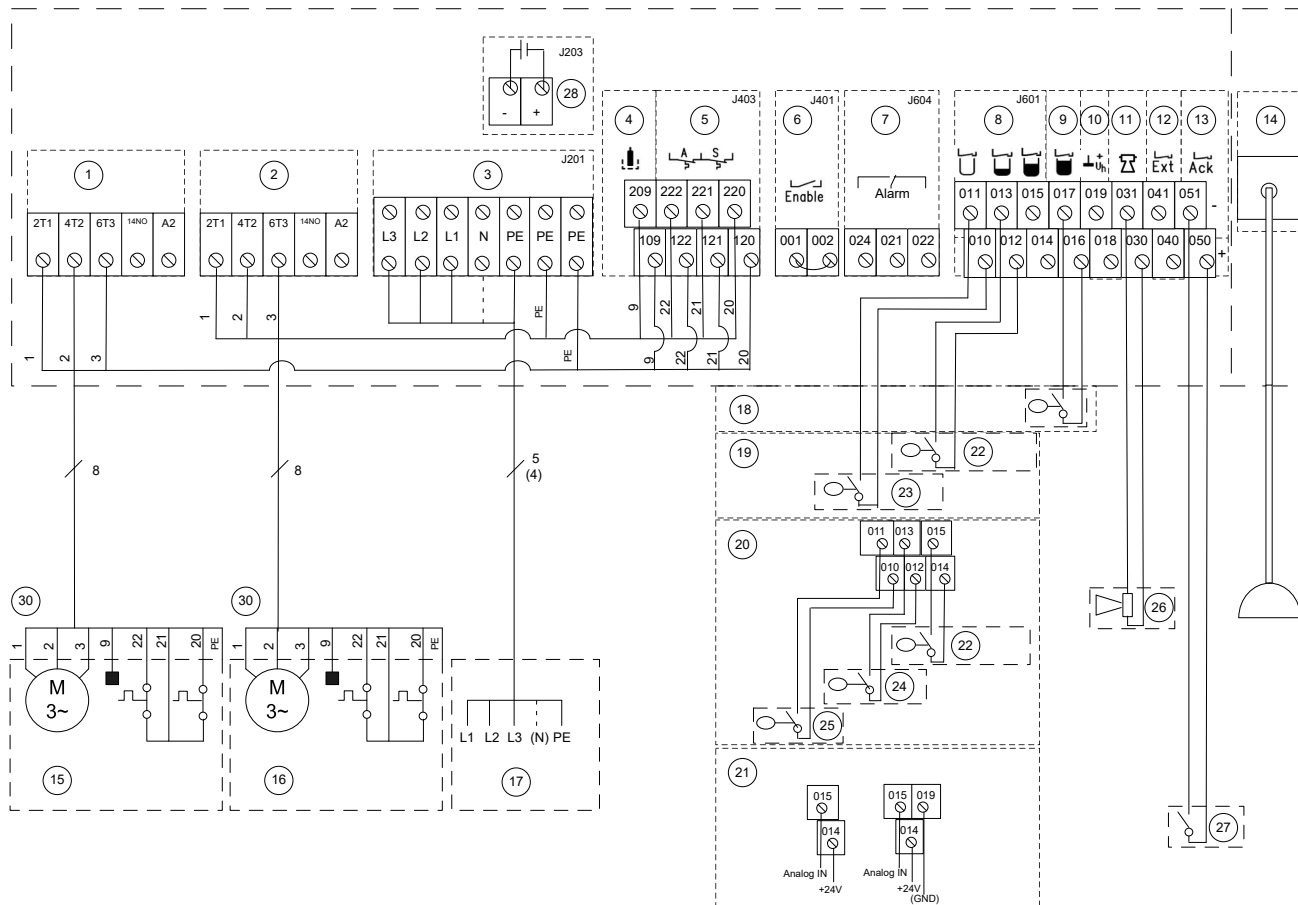 J203
28
- +
4 5 J403 6 J401 7 J604 8 J601 9 10 11 12 13 14
1 2 3 J201
A S
Enable
Alarm
+ Uh Ext Ack
2T1 4T2 6T3 14NO A2
2T1 4T2 6T3 14NO A2
L3 L2 L1 N PE PE PE
209 222 221 220
109 122 121 120
001 002
024 021 022
011 013 015 017 019 031 041 051 -
010 012 014 016 018 030 040 050 +
1 2 3
1 2 3
PE
PE
9 22 21 20
9 22 21 20
18
19
22
23
8
8
5
(4)
20
011 013 015
010 012 014
22
24
25
26
27
30
1 2 3 9 22 21 20 PE
M
3~
15
30
1 2 3 9 22 21 20 PE
M
3~
16
L1 L2 L3 (N) PE
17
21
015
014
Analog IN
+24V
015 019
014
Analog IN
+24V
(GND)